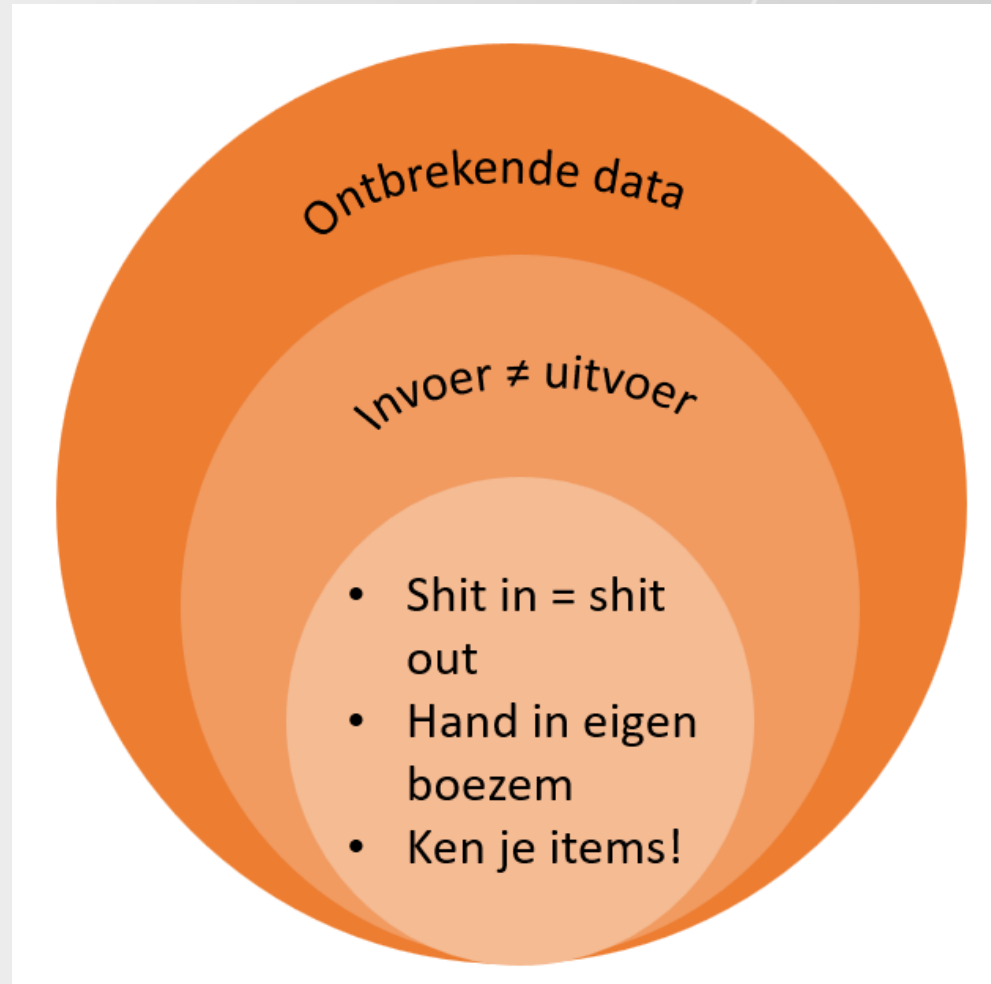 Ontbrekende data
Invoer ≠ uitvoer
• Shit in = shit
out
• Hand in eigen
boezem
• Ken je items!